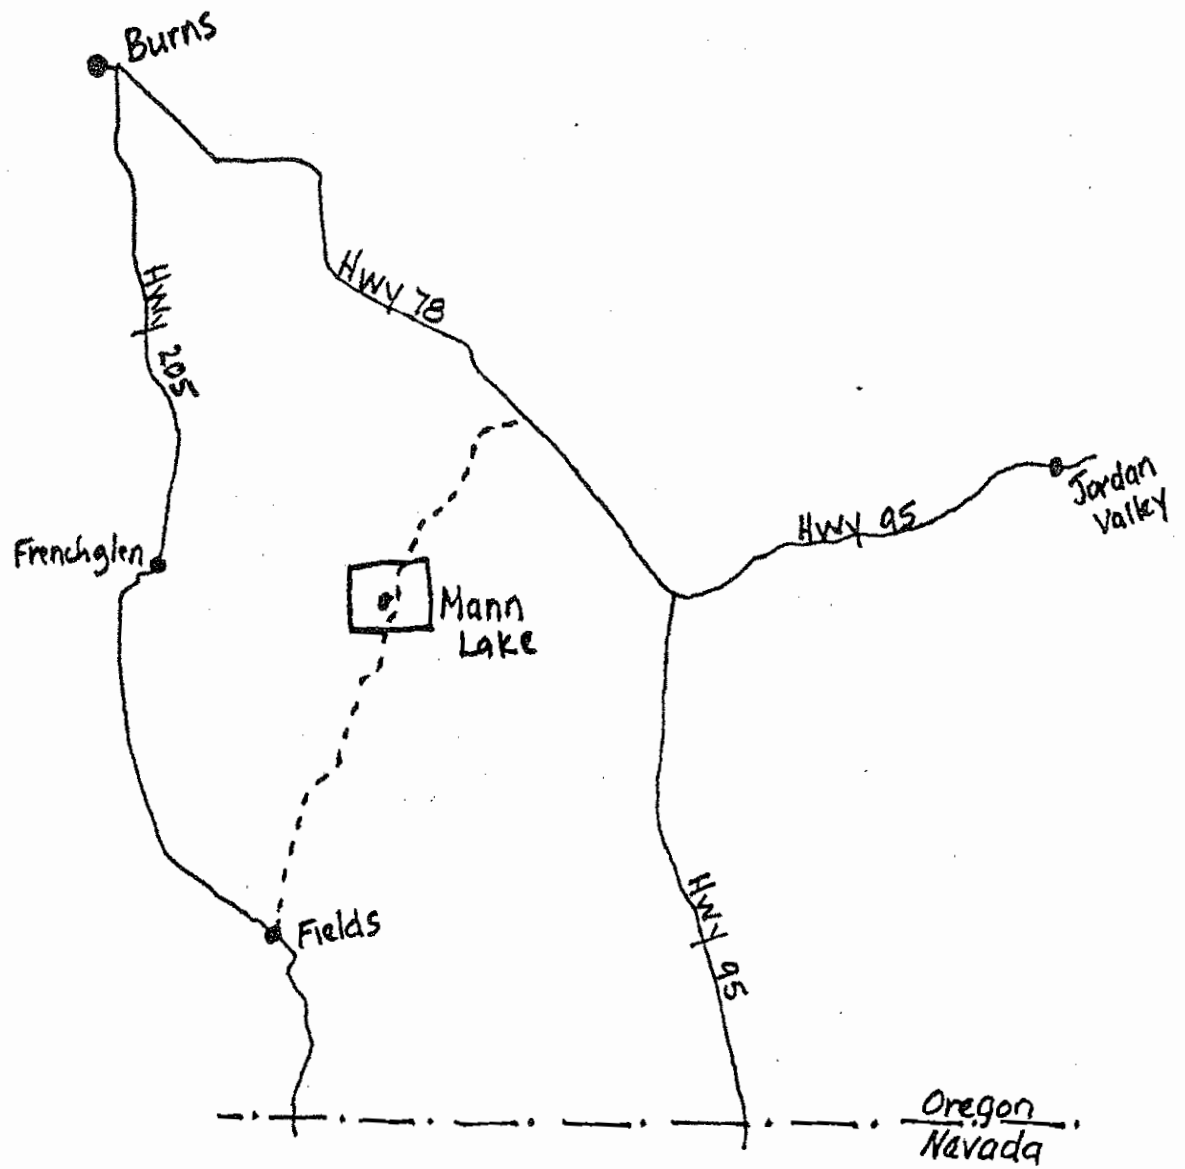 Burns
Hwy 78
Hwy 205
Jordan
Valley
Hwy 95
Frenchglen
Mann
Lake
Fields
Hwy 95
Oregon
Navada